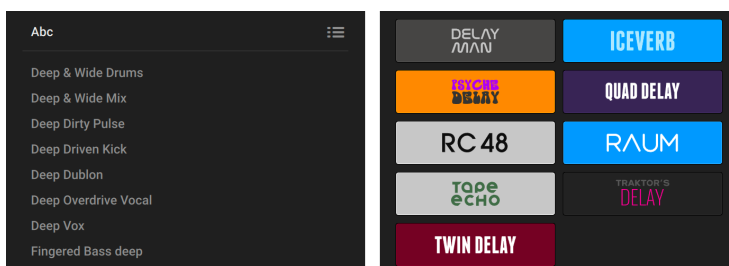 Abc
Deep & Wide Drums
Deep & Wide Mix
Deep Dirty Pulse
Deep Driven Kick
Deep Dublon
Deep Overdrive Vocal
Deep Vox
Fingered Bass deep
DELAY
MAN
ICEVERB
PSYCHE
DELAY
QUAD DELAY
RC 48
RAUM
TAPE
ECHO
TRAKTOR'S
DELAY
TWIN DELAY